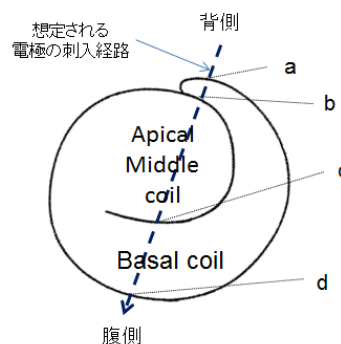 想定される
電極の刺入経路
背側
a
b
Apical
Middle
coil
c
Basal coil
d
腹側